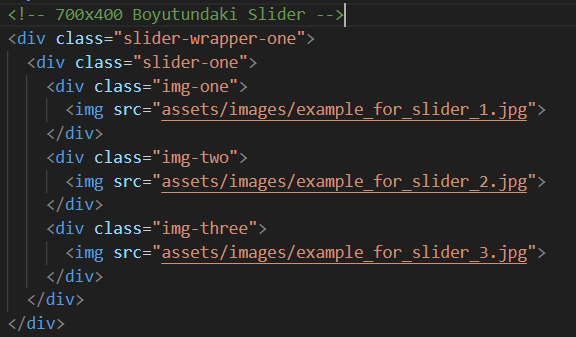 <!-- 700x400 Boyutundaki Slider -->
<div class="slider-wrapper-one">
<div class="slider-one">
<div class="img-one">
<img src="assets/images/example_for_slider_1.jpg">
</div>
<div class="img-two">
<img src="assets/images/example_for_slider_2.jpg">
</div>
<div class="img-three">
<img src="assets/images/example_for_slider_3.jpg">
</div>
</div>
</div>